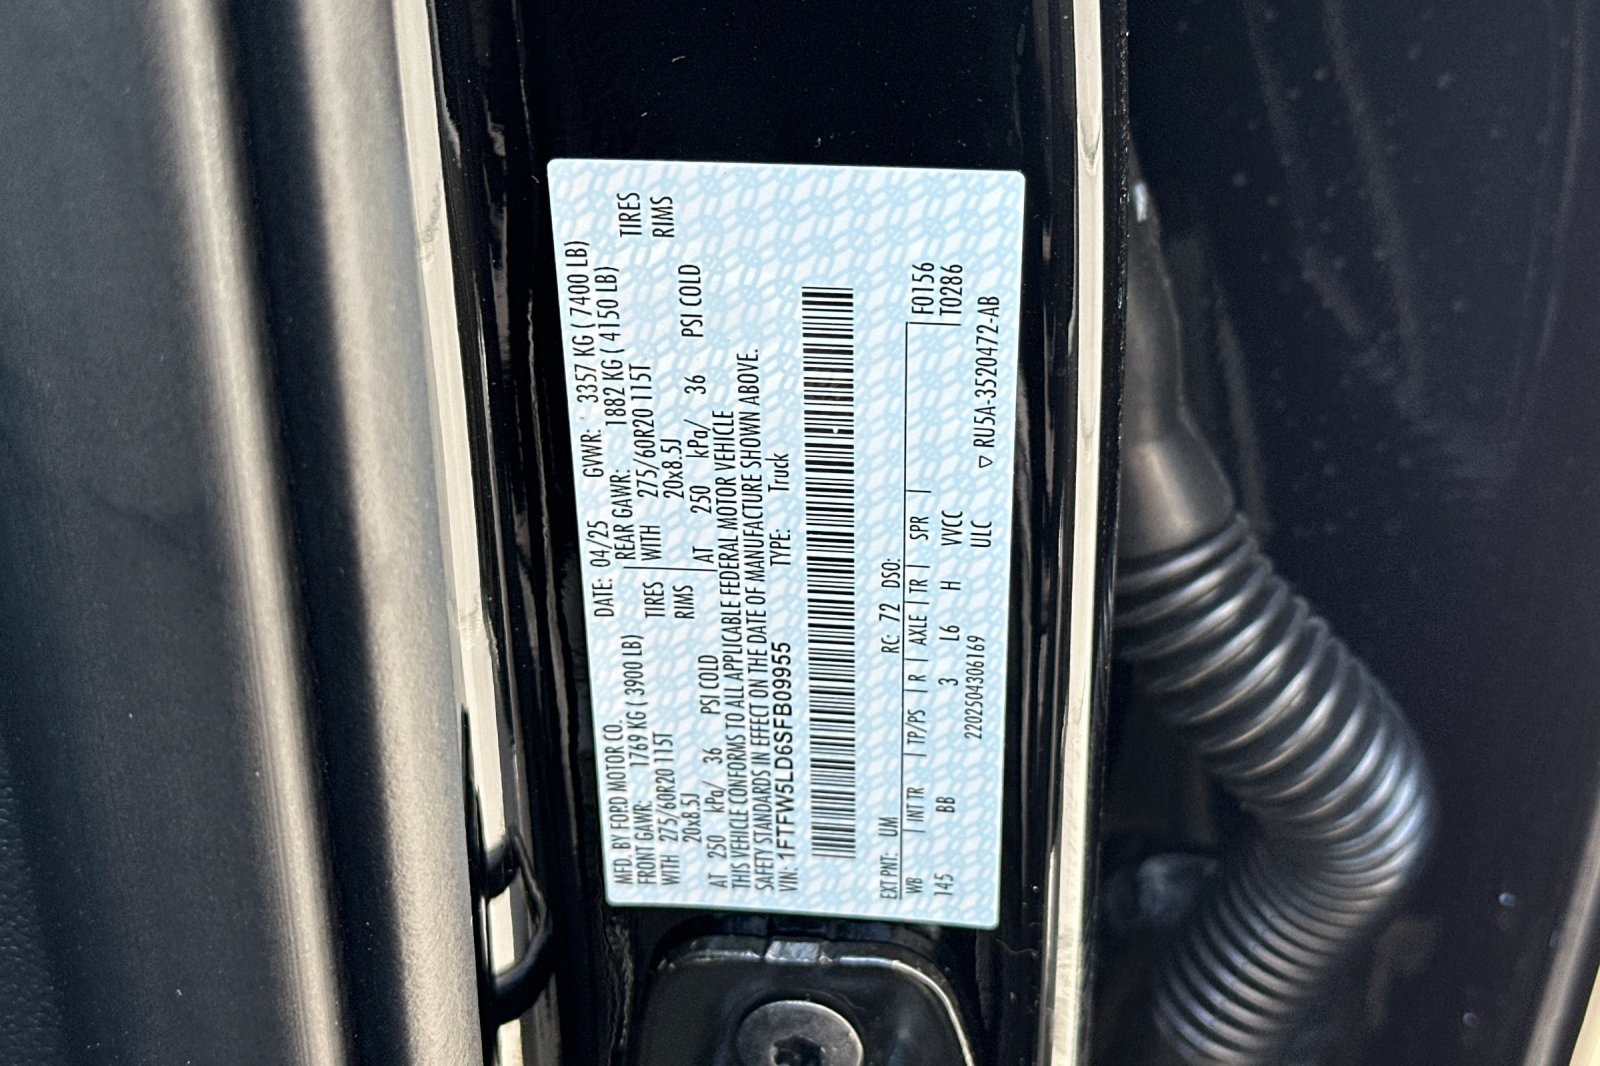 MFD. BY FORD MOTOR CO.
DATE: 04/25 GVWR: 3357 KG ( 7400 LB)
FRONT GAWR: 1769 KG ( 3900 LB) REAR GAWR: 1882 KG ( 4150 LB)
WITH 275/60R20 115T TIRES WITH 275/60R20 115T TIRES
20x8.5J RIMS 20x8.5J RIMS
AT 250 kPa/ 36 PSI COLD AT 250 kPa/ 36 PSI COLD
THIS VEHICLE CONFORMS TO ALL APPLICABLE FEDERAL MOTOR VEHICLE
SAFETY STANDARDS IN EFFECT ON THE DATE OF MANUFACTURE SHOWN ABOVE.
VIN: 1FTFW5LD6SFB09955 TYPE: Truck
EXT PNT: UM RC: 72 DSO:
WB INT TR TP/PS R AXLE TR SPR F0156
145 BB 3 L6 H VVCC T0286
2202504306169 ULC ▽ RU5A-3520472-AB